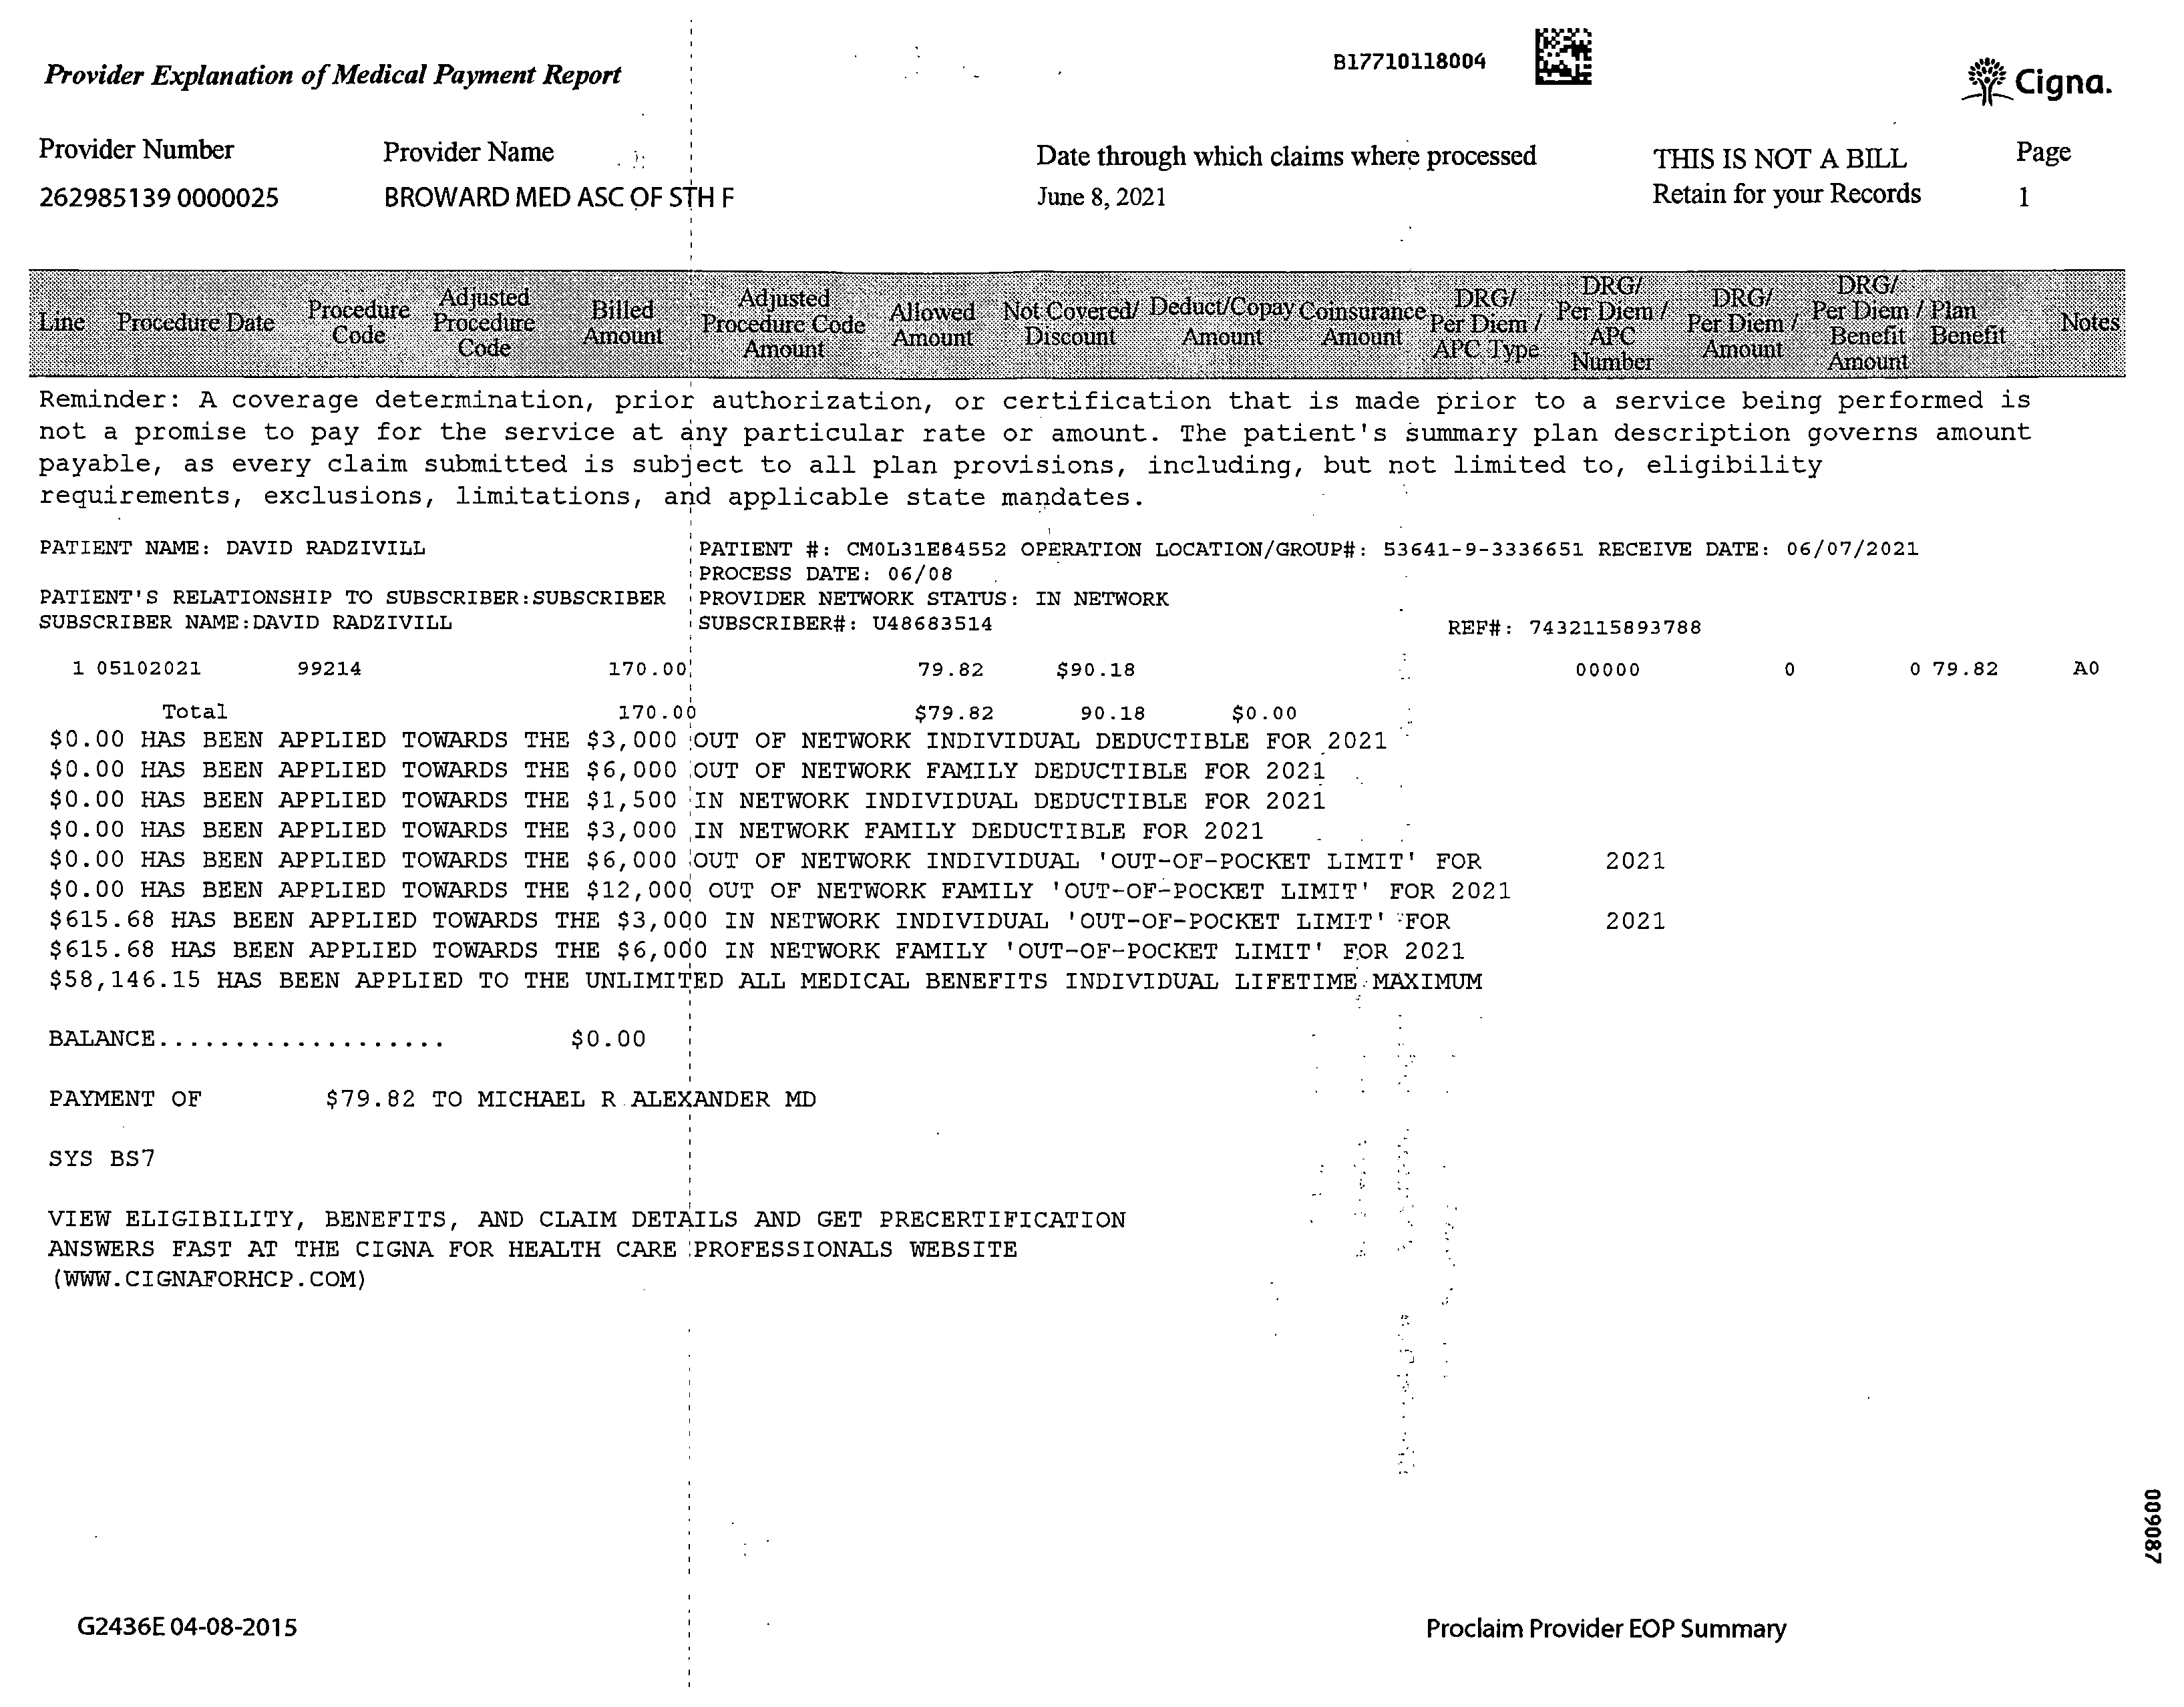 B17710118004
Provider Explanation of Medical Payment Report
Cigna.
Provider Number Provider Name Date through which claims where processed THIS IS NOT A BILL Page
262985139 0000025 BROWARD MED ASC OF STH F June 8, 2021 Retain for your Records 1
Line Procedure Date Procedure Code Adjusted Procedure Code Billed Amount Adjusted Procedure Code Amount Allowed Amount Not Covered/ Discount Deduct/Copay Amount Coinsurance Amount DRG/ Per Diem / APC Type DRG/ Per Diem / APC Number DRG/ Per Diem / Amount DRG/ Per Diem / Benefit Amount Plan Benefit Notes
Reminder: A coverage determination, prior authorization, or certification that is made prior to a service being performed is
not a promise to pay for the service at any particular rate or amount. The patient's summary plan description governs amount
payable, as every claim submitted is subject to all plan provisions, including, but not limited to, eligibility
requirements, exclusions, limitations, and applicable state mandates.
PATIENT NAME: DAVID RADZIVILL PATIENT #: CM0L31E84552 OPERATION LOCATION/GROUP#: 53641-9-3336651 RECEIVE DATE: 06/07/2021
PROCESS DATE: 06/08
PATIENT'S RELATIONSHIP TO SUBSCRIBER:SUBSCRIBER PROVIDER NETWORK STATUS: IN NETWORK
SUBSCRIBER NAME:DAVID RADZIVILL SUBSCRIBER#: U48683514 REF#: 7432115893788
1 05102021 99214 170.00 79.82 $90.18 00000 0 0 79.82 A0
Total 170.00 $79.82 90.18 $0.00
$0.00 HAS BEEN APPLIED TOWARDS THE $3,000 OUT OF NETWORK INDIVIDUAL DEDUCTIBLE FOR 2021
$0.00 HAS BEEN APPLIED TOWARDS THE $6,000 OUT OF NETWORK FAMILY DEDUCTIBLE FOR 2021
$0.00 HAS BEEN APPLIED TOWARDS THE $1,500 IN NETWORK INDIVIDUAL DEDUCTIBLE FOR 2021
$0.00 HAS BEEN APPLIED TOWARDS THE $3,000 IN NETWORK FAMILY DEDUCTIBLE FOR 2021
$0.00 HAS BEEN APPLIED TOWARDS THE $6,000 OUT OF NETWORK INDIVIDUAL 'OUT-OF-POCKET LIMIT' FOR 2021
$0.00 HAS BEEN APPLIED TOWARDS THE $12,000 OUT OF NETWORK FAMILY 'OUT-OF-POCKET LIMIT' FOR 2021
$615.68 HAS BEEN APPLIED TOWARDS THE $3,000 IN NETWORK INDIVIDUAL 'OUT-OF-POCKET LIMIT' FOR 2021
$615.68 HAS BEEN APPLIED TOWARDS THE $6,000 IN NETWORK FAMILY 'OUT-OF-POCKET LIMIT' FOR 2021
$58,146.15 HAS BEEN APPLIED TO THE UNLIMITED ALL MEDICAL BENEFITS INDIVIDUAL LIFETIME MAXIMUM
BALANCE................... $0.00
PAYMENT OF $79.82 TO MICHAEL R ALEXANDER MD
SYS BS7
VIEW ELIGIBILITY, BENEFITS, AND CLAIM DETAILS AND GET PRECERTIFICATION
ANSWERS FAST AT THE CIGNA FOR HEALTH CARE PROFESSIONALS WEBSITE
(WWW.CIGNAFORHCP.COM)
009087
G2436E 04-08-2015 Proclaim Provider EOP Summary